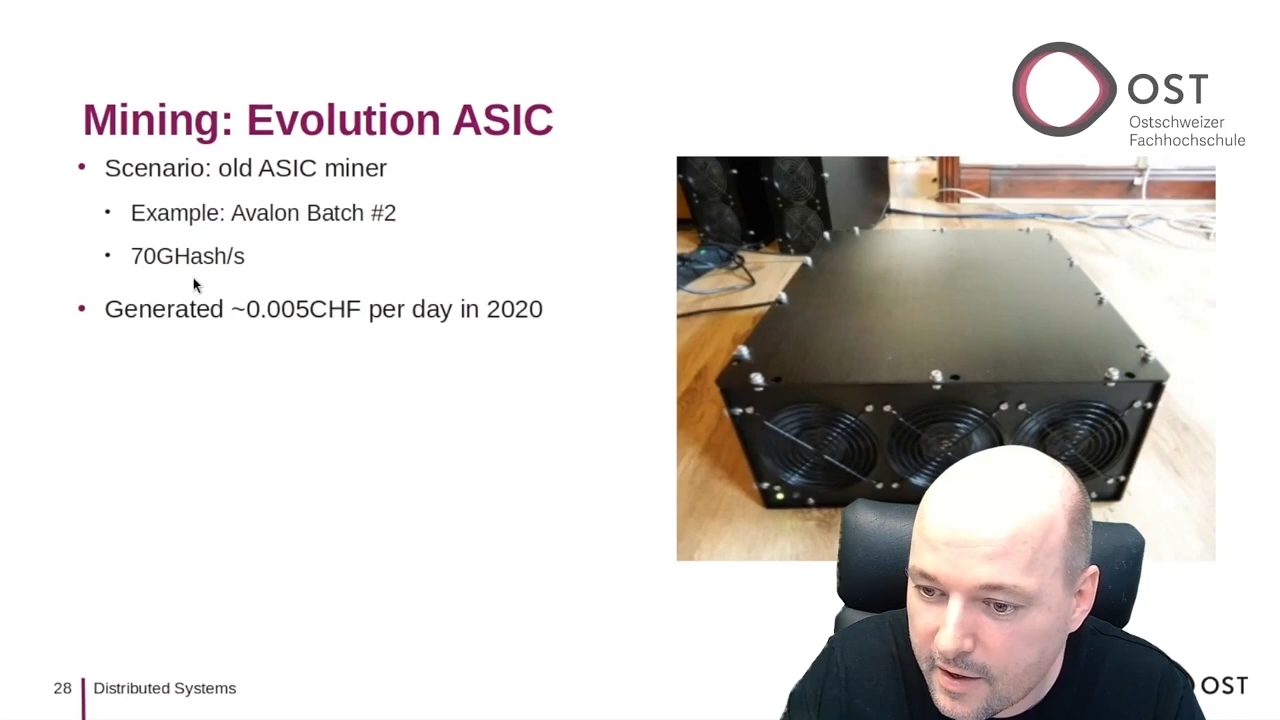 OST
Ostschweizer
Fachhochschule
Mining: Evolution ASIC
• Scenario: old ASIC miner
• Example: Avalon Batch #2
• 70GHash/s
• Generated ~0.005CHF per day in 2020
28 Distributed Systems
OST